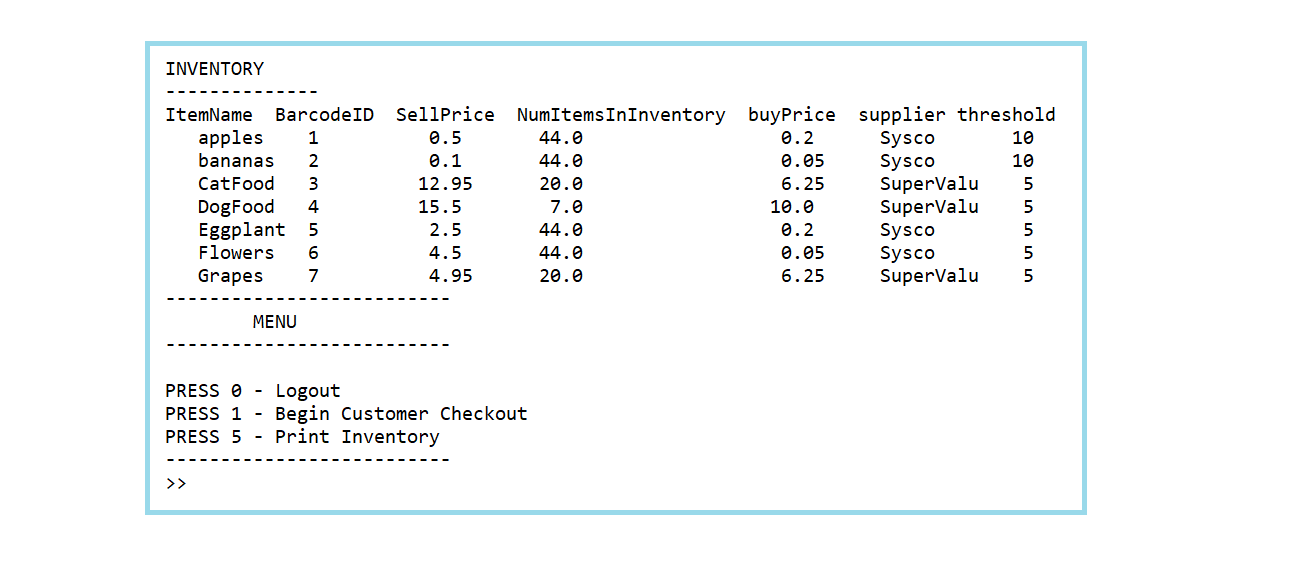 INVENTORY
--------------
ItemName  BarcodeID  SellPrice  NumItemsInInventory  buyPrice  supplier threshold
   apples    1          0.5       44.0                  0.2      Sysco       10
   bananas   2          0.1       44.0                  0.05     Sysco       10
   CatFood   3         12.95      20.0                  6.25     SuperValu    5
   DogFood   4         15.5        7.0                 10.0      SuperValu    5
   Eggplant  5          2.5       44.0                  0.2      Sysco        5
   Flowers   6          4.5       44.0                  0.05     Sysco        5
   Grapes    7          4.95      20.0                  6.25     SuperValu    5
--------------------------
        MENU
--------------------------
PRESS 0 - Logout
PRESS 1 - Begin Customer Checkout
PRESS 5 - Print Inventory
--------------------------
>>